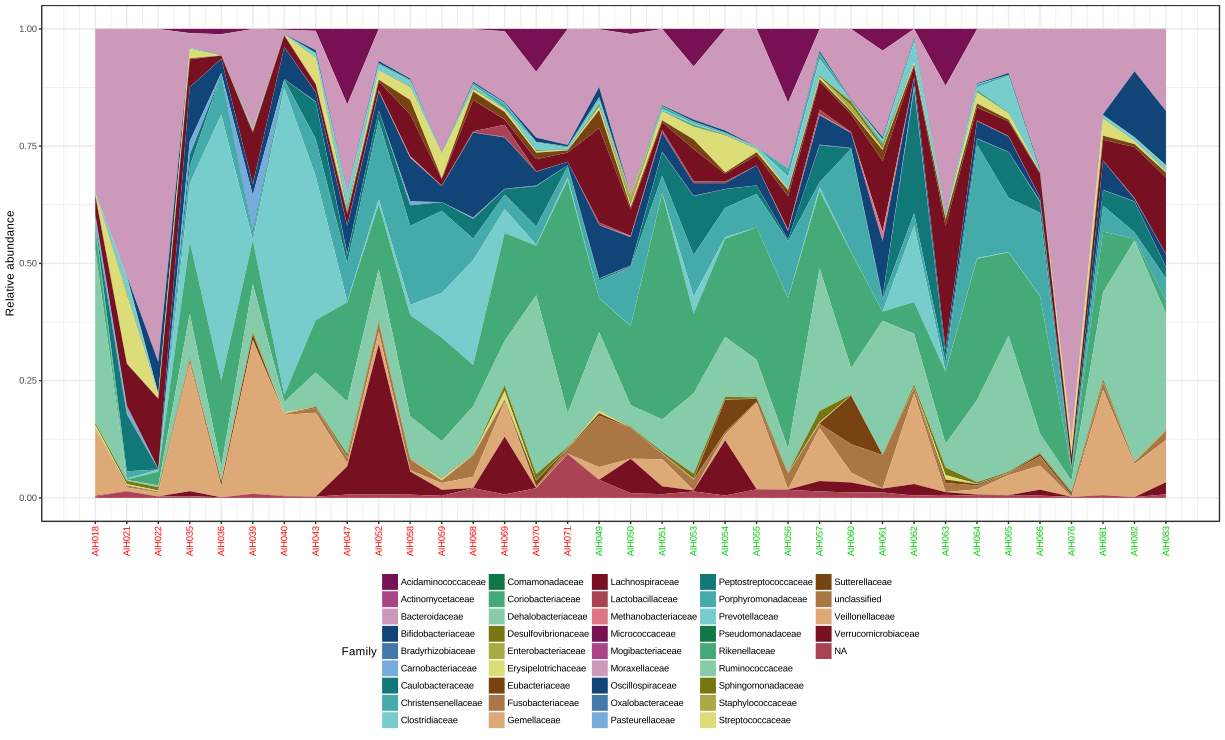 1.00
0.75
0.50
0.25
0.00
Relative abundance
AIH018 AIH021 AIH022 AIH035 AIH036 AIH039 AIH040 AIH043 AIH047 AIH052 AIH058 AIH059 AIH068 AIH069 AIH070 AIH071 AIH049 AIH050 AIH051 AIH053 AIH054 AIH055 AIH056 AIH057 AIH060 AIH061 AIH062 AIH063 AIH064 AIH065 AIH066 AIH076 AIH081 AIH082 AIH083
Family
Acidaminococcaceae Comamonadaceae Lachnospiraceae Peptostreptococcaceae Sutterellaceae
Actinomycetaceae Coriobacteriaceae Lactobacillaceae Porphyromonadaceae unclassified
Bacteroidaceae Dehalobacteriaceae Methanobacteriaceae Prevotellaceae Veillonellaceae
Bifidobacteriaceae Desulfovibrionaceae Micrococcaceae Pseudomonadaceae Verrucomicrobiaceae
Bradyrhizobiaceae Enterobacteriaceae Mogibacteriaceae Rikenellaceae NA
Carnobacteriaceae Erysipelotrichaceae Moraxellaceae Ruminococcaceae
Caulobacteraceae Eubacteriaceae Oscillospiraceae Sphingomonadaceae
Christensenellaceae Fusobacteriaceae Oxalobacteraceae Staphylococcaceae
Clostridiaceae Gemellaceae Pasteurellaceae Streptococcaceae